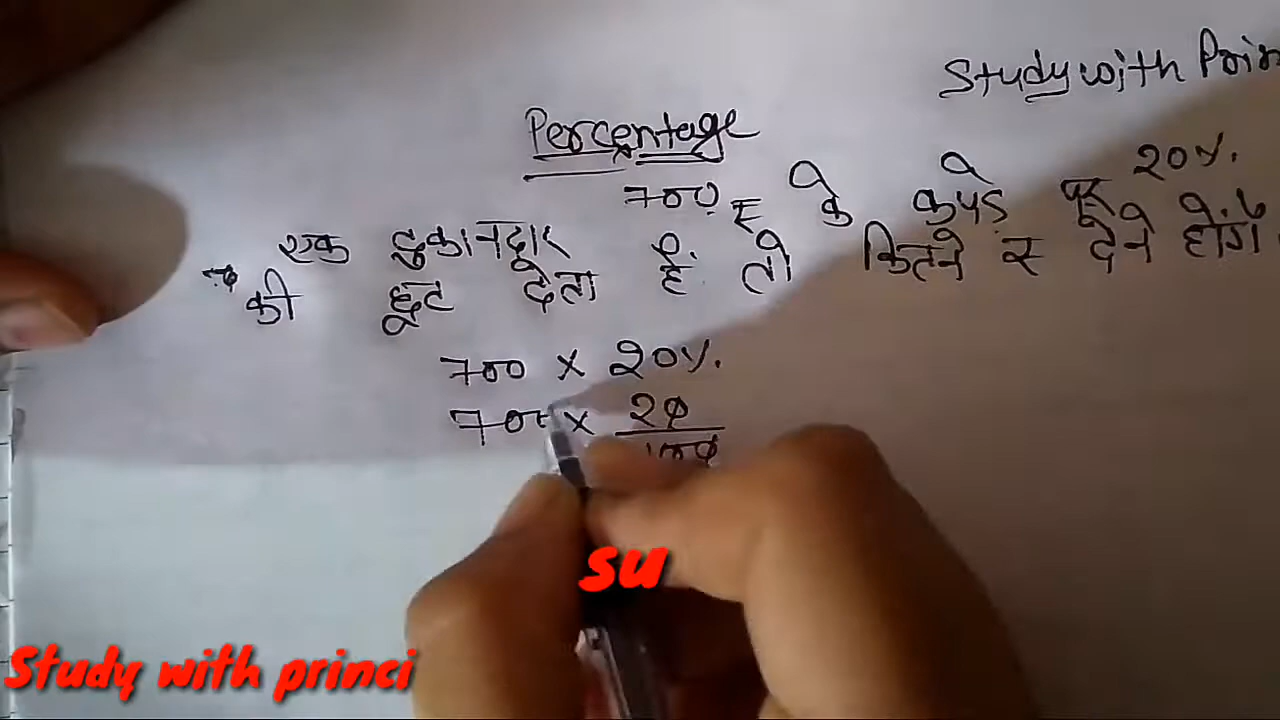 Study with Prin
Percentage
एक दुकानदार 700 रू के कपड़े पर 20%.
की छूट देता है तो कितने रू देने होंगे।
700 × 20%.
700 × 20
100
su
Study with princi